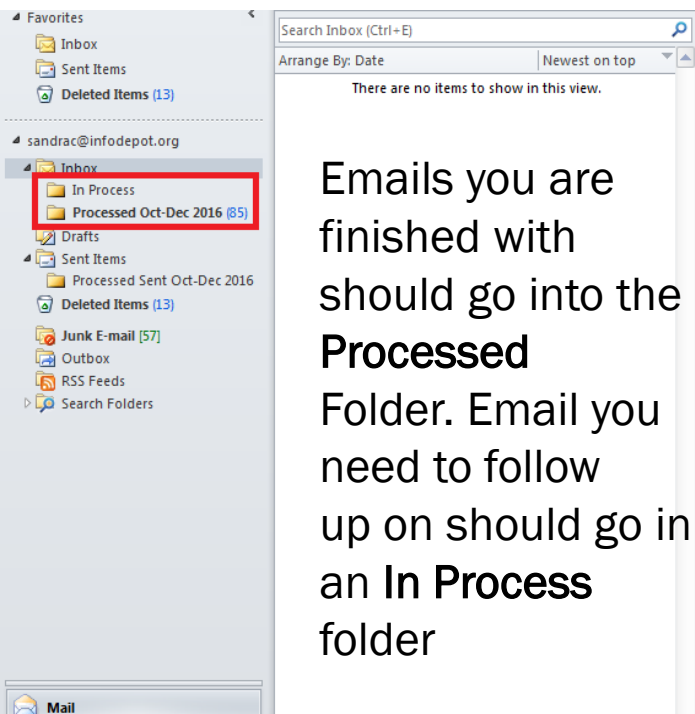 Favorites
Inbox
Sent Items
Deleted Items (13)
sandrac@infodepot.org
Inbox
In Process
Processed Oct-Dec 2016 (85)
Drafts
Sent Items
Processed Sent Oct-Dec 2016
Deleted Items (13)
Junk E-mail [57]
Outbox
RSS Feeds
Search Folders
Mail
Search Inbox (Ctrl+E)
Arrange By: Date Newest on top
There are no items to show in this view.
Emails you are
finished with
should go into the
Processed
Folder. Email you
need to follow
up on should go in
an In Process
folder